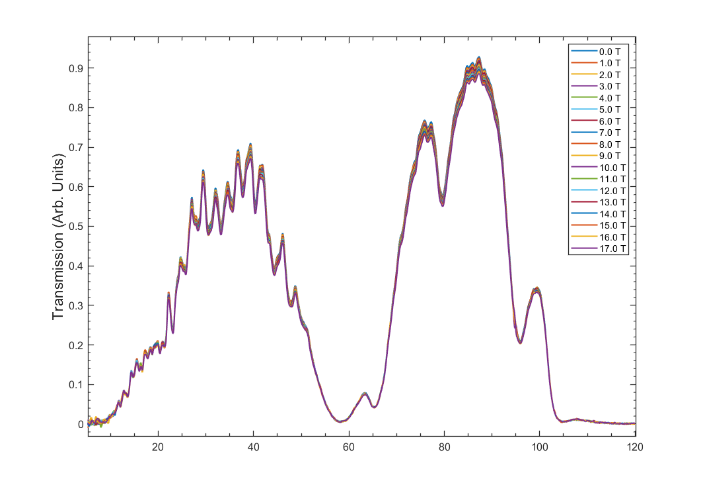 0.9
0.8
0.7
0.6
0.5
0.4
0.3
0.2
0.1
0
Transmission (Arb. Units)
20
40
60
80
100
120
0.0 T
1.0 T
2.0 T
3.0 T
4.0 T
5.0 T
6.0 T
7.0 T
8.0 T
9.0 T
10.0 T
11.0 T
12.0 T
13.0 T
14.0 T
15.0 T
16.0 T
17.0 T